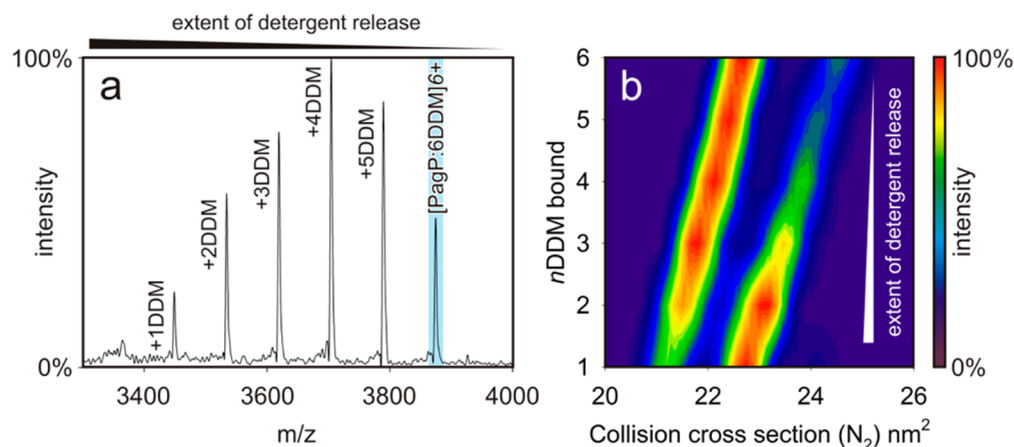 extent of detergent release
100%
a
+1DDM
+2DDM
+3DDM
+4DDM
+5DDM
[PagP:6DDM]6+
intensity
0%
3400
3600
3800
4000
m/z
6
5
4
3
2
1
nDDM bound
b
extent of detergent release
20
22
24
26
Collision cross section (N₂) nm²
100%
intensity
0%